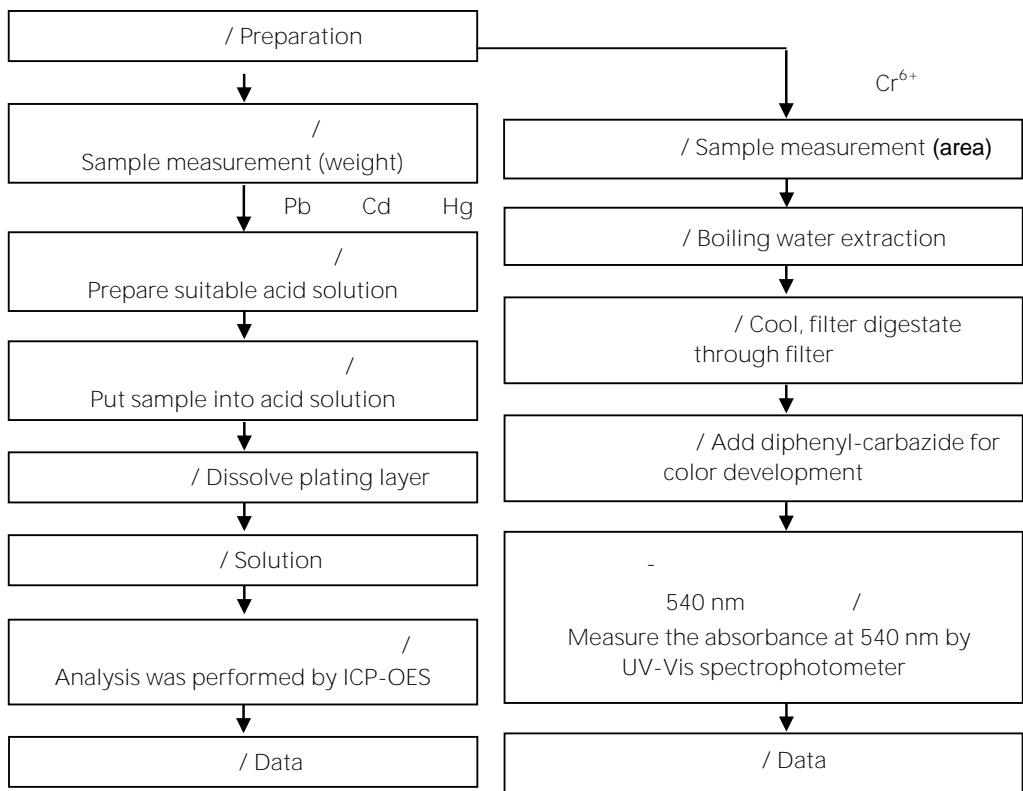 / Preparation
/
Sample measurement (weight)
Pb Cd Hg
/
Prepare suitable acid solution
/
Put sample into acid solution
/ Dissolve plating layer
/ Solution
/
Analysis was performed by ICP-OES
/ Data
Cr6+
/ Sample measurement (area)
/ Boiling water extraction
/ Cool, filter digestate
through filter
/ Add diphenyl-carbazide for
color development
-
540 nm /
Measure the absorbance at 540 nm by
UV-Vis spectrophotometer
/ Data